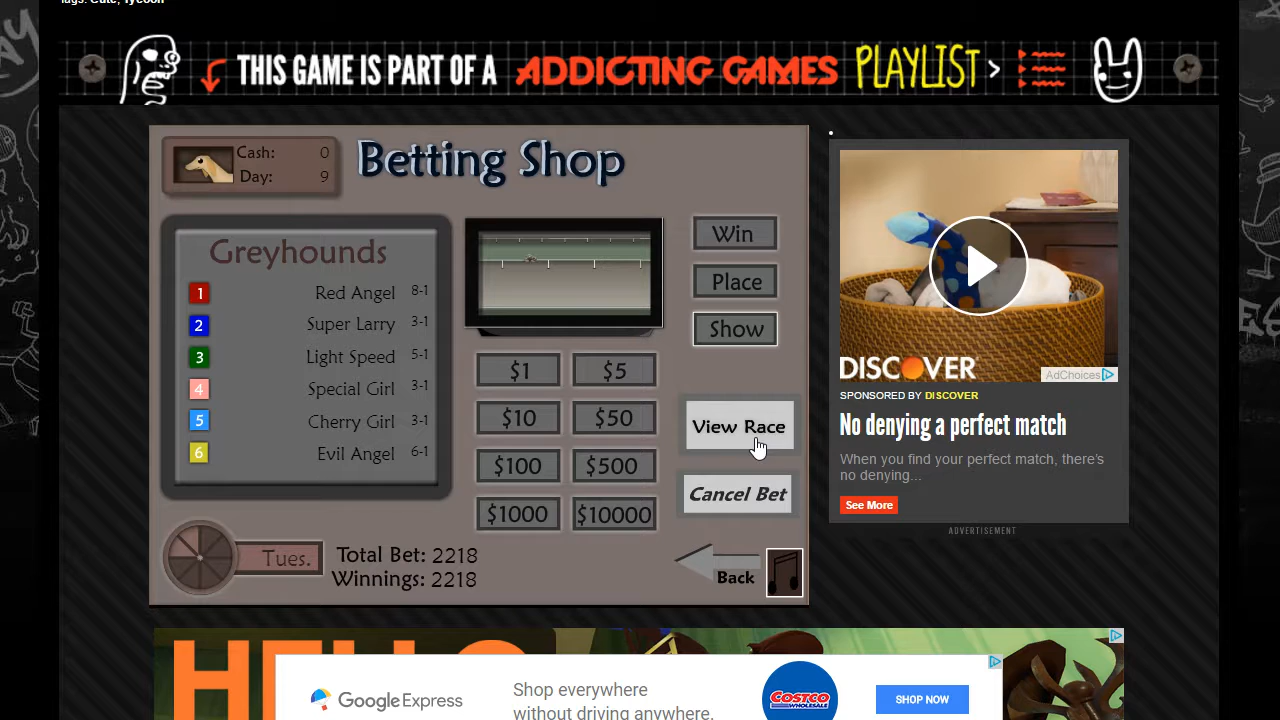 Tags: Cute, Tycoon
THIS GAME IS PART OF A ADDICTING GAMES PLAYLIST >
Cash: 0
Day: 9
Betting Shop
Greyhounds
1 Red Angel 8-1
2 Super Larry 3-1
3 Light Speed 5-1
4 Special Girl 3-1
5 Cherry Girl 3-1
6 Evil Angel 6-1
Win
Place
Show
$1 $5
$10 $50
$100 $500
$1000 $10000
View Race
Cancel Bet
Tues.
Total Bet: 2218
Winnings: 2218
Back
DISCOVER
AdChoices
SPONSORED BY DISCOVER
No denying a perfect match
When you find your perfect match, there's
no denying...
See More
ADVERTISEMENT
Google Express
Shop everywhere
without driving anywhere.
COSTCO
WHOLESALE
SHOP NOW